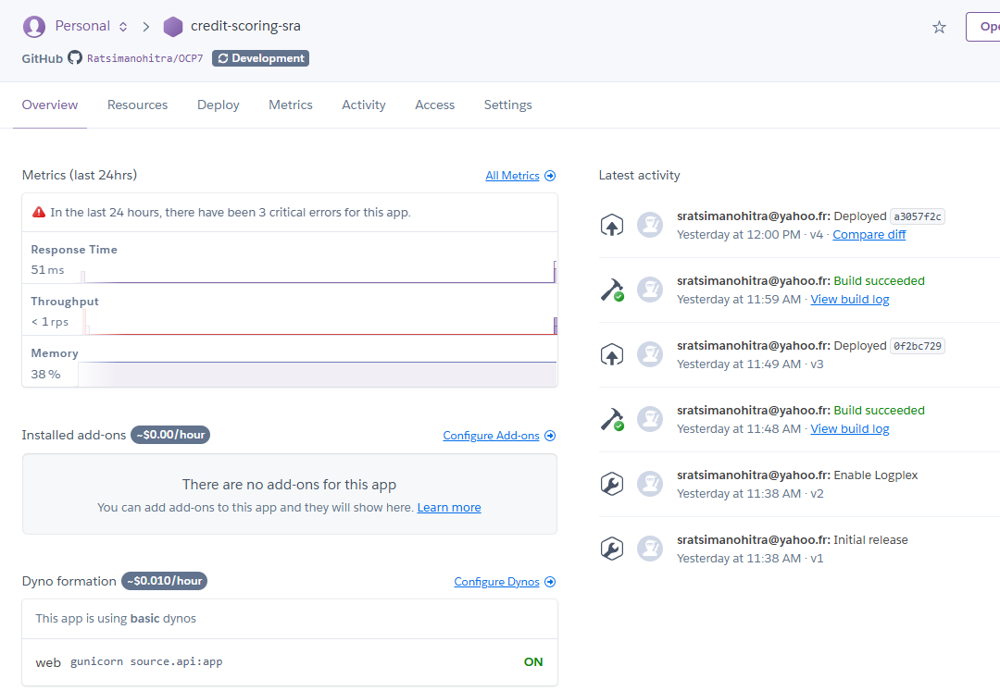 Personal credit-scoring-sra
Ope
GitHub Ratsimanohitra/OCP7 Development
Overview Resources Deploy Metrics Activity Access Settings
Metrics (last 24hrs) All Metrics
In the last 24 hours, there have been 3 critical errors for this app.
Response Time
51 ms
Throughput
< 1 rps
Memory
38 %
Installed add-ons ~$0.00/hour Configure Add-ons
There are no add-ons for this app
You can add add-ons to this app and they will show here. Learn more
Dyno formation ~$0.010/hour Configure Dynos
This app is using basic dynos
web gunicorn source.api:app ON
Latest activity
sratsimanohitra@yahoo.fr: Deployed a3057f2c
Yesterday at 12:00 PM · v4 · Compare diff
sratsimanohitra@yahoo.fr: Build succeeded
Yesterday at 11:59 AM · View build log
sratsimanohitra@yahoo.fr: Deployed 0f2bc729
Yesterday at 11:49 AM · v3
sratsimanohitra@yahoo.fr: Build succeeded
Yesterday at 11:48 AM · View build log
sratsimanohitra@yahoo.fr: Enable Logplex
Yesterday at 11:38 AM · v2
sratsimanohitra@yahoo.fr: Initial release
Yesterday at 11:38 AM · v1